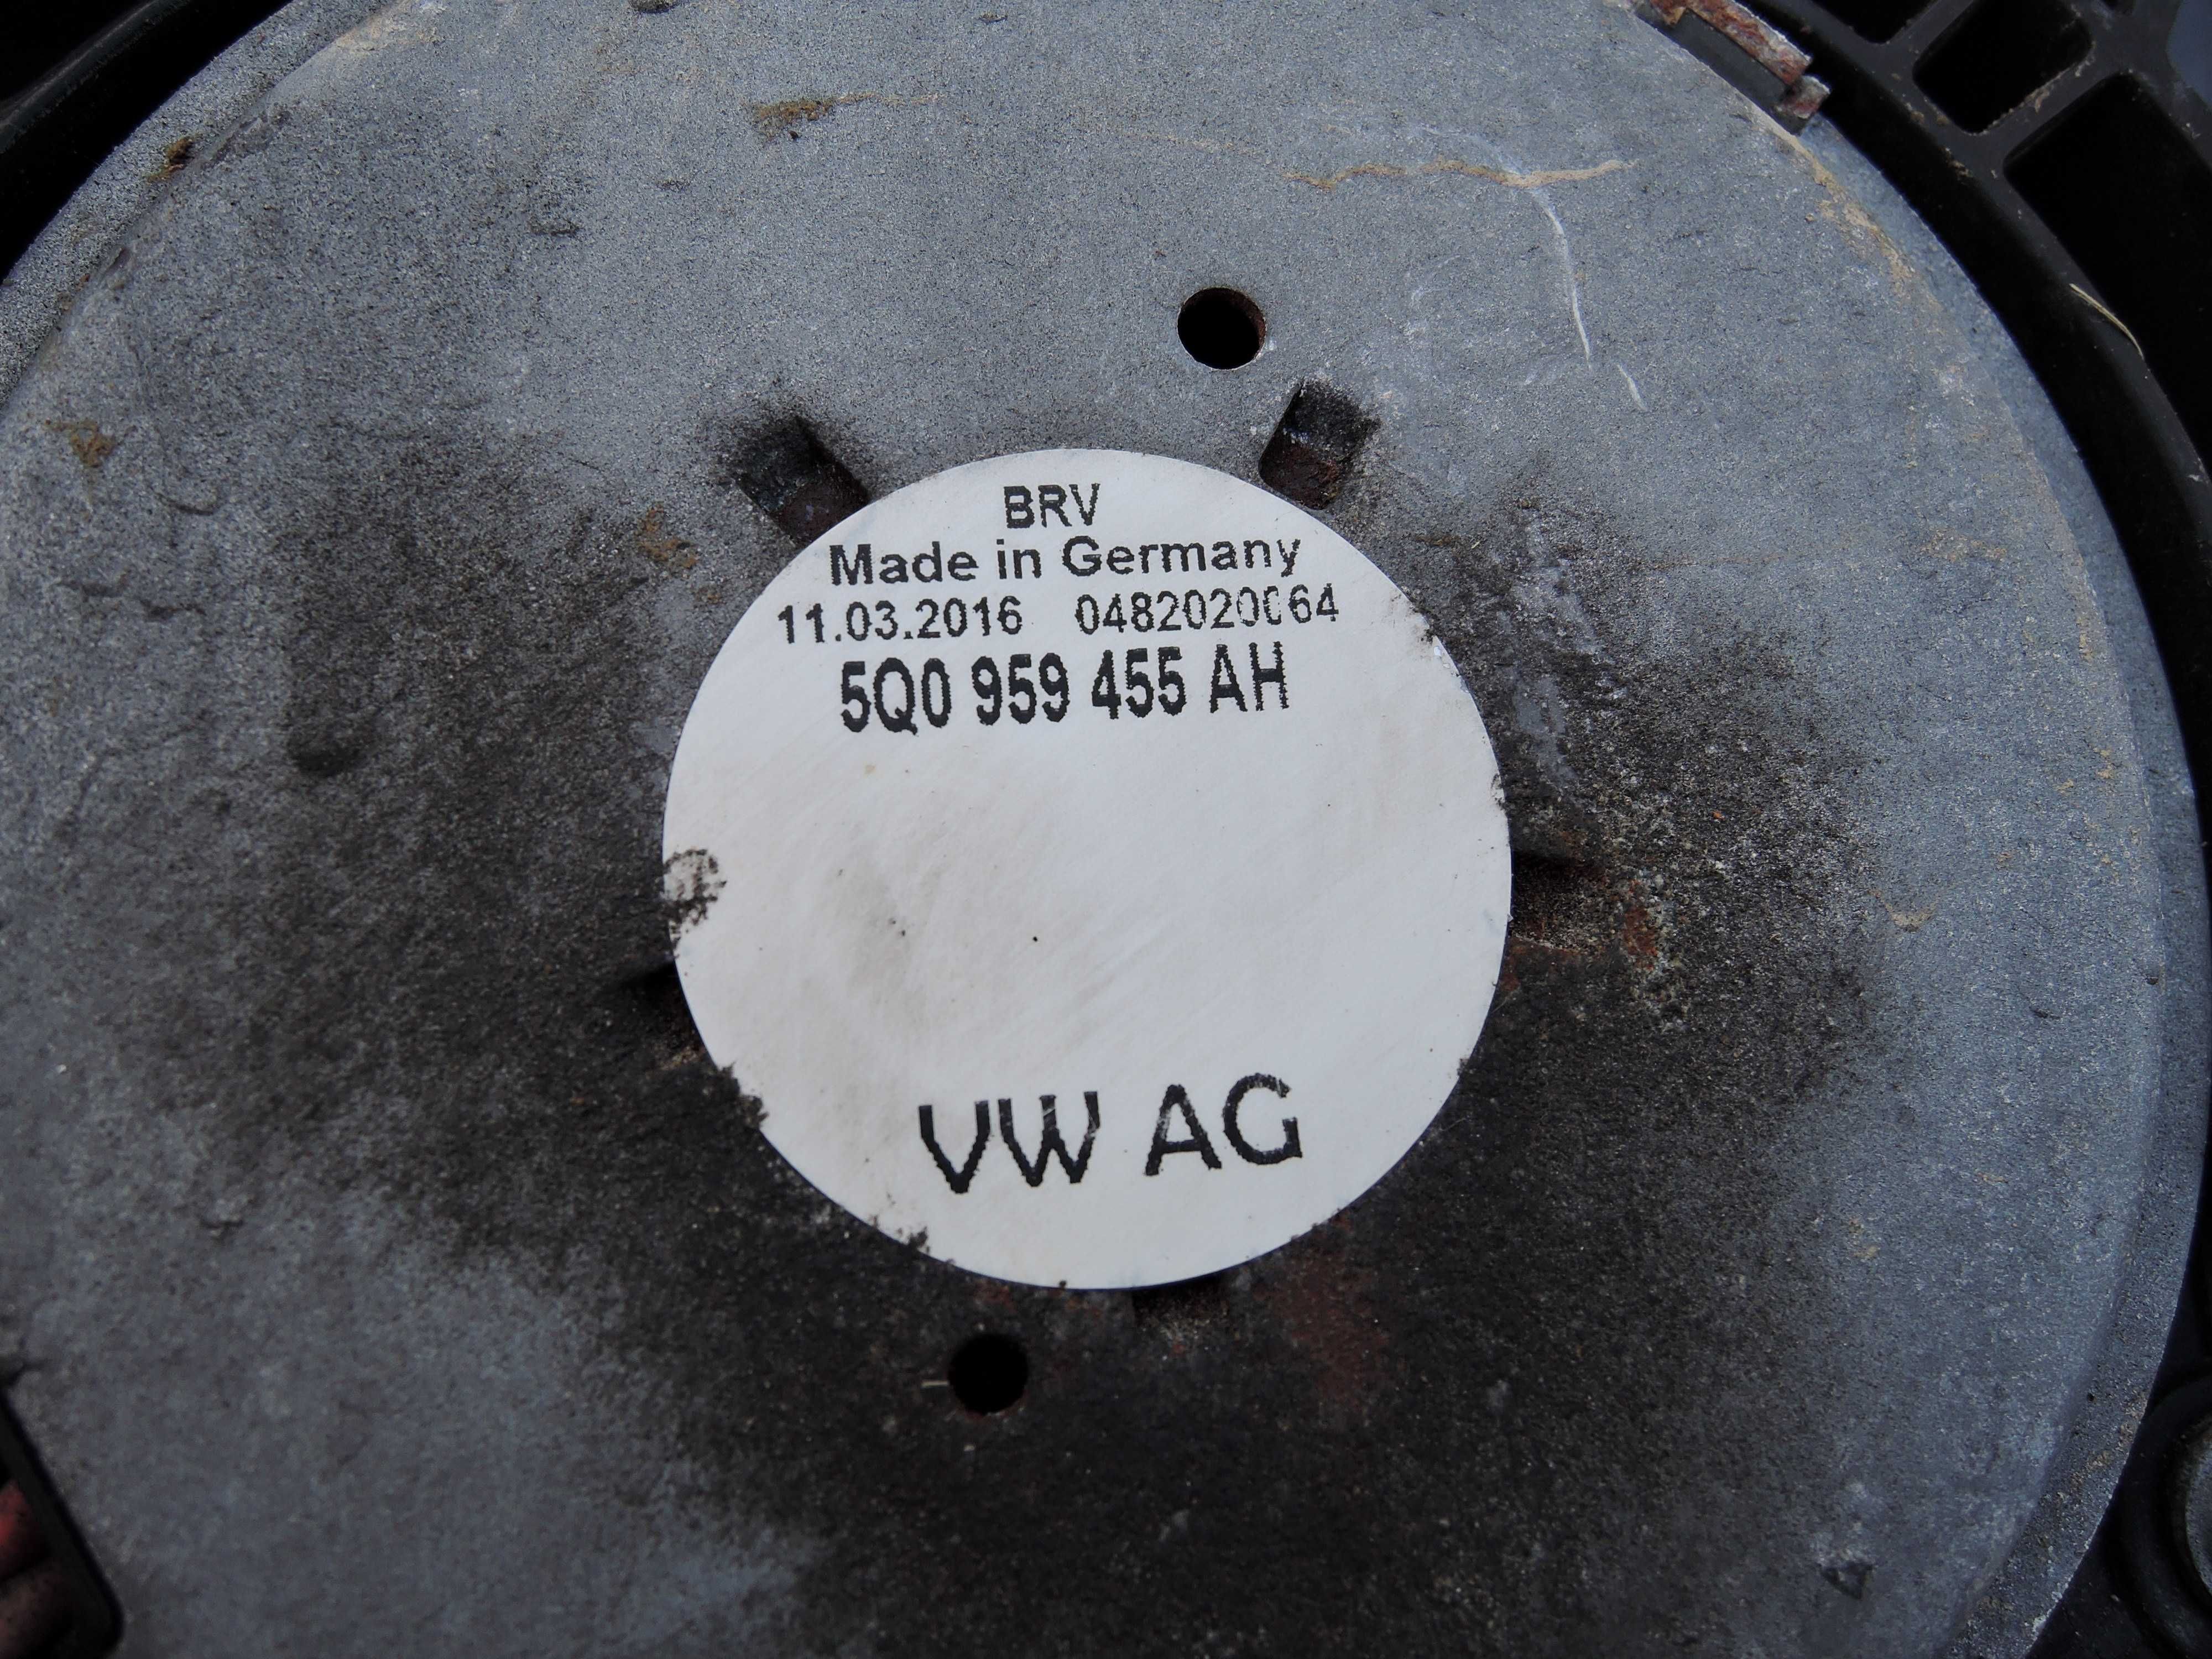 BRV
Made in Germany
11.03.2016 0482020064
5Q0 959 455 AH
VW AG